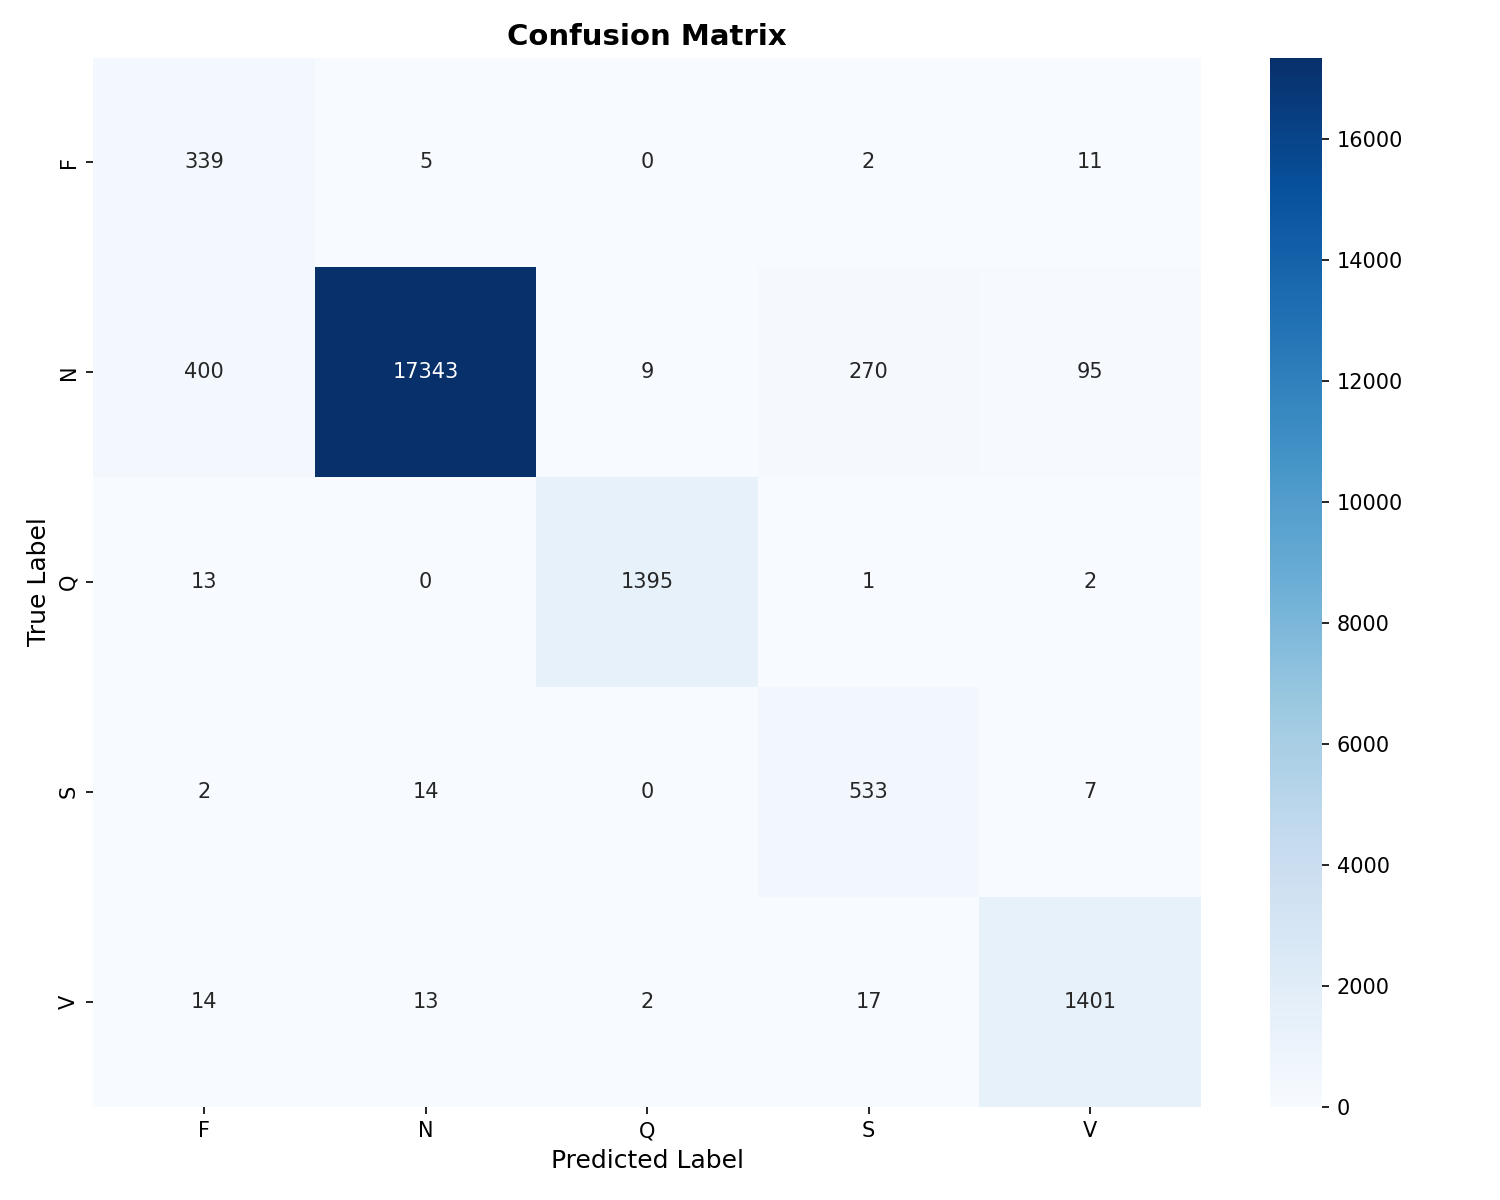 Confusion Matrix
F 339 5 0 2 11
N 400 17343 9 270 95
Q 13 0 1395 1 2
S 2 14 0 533 7
V 14 13 2 17 1401
F N Q S V
Predicted Label
True Label
16000
14000
12000
10000
8000
6000
4000
2000
0